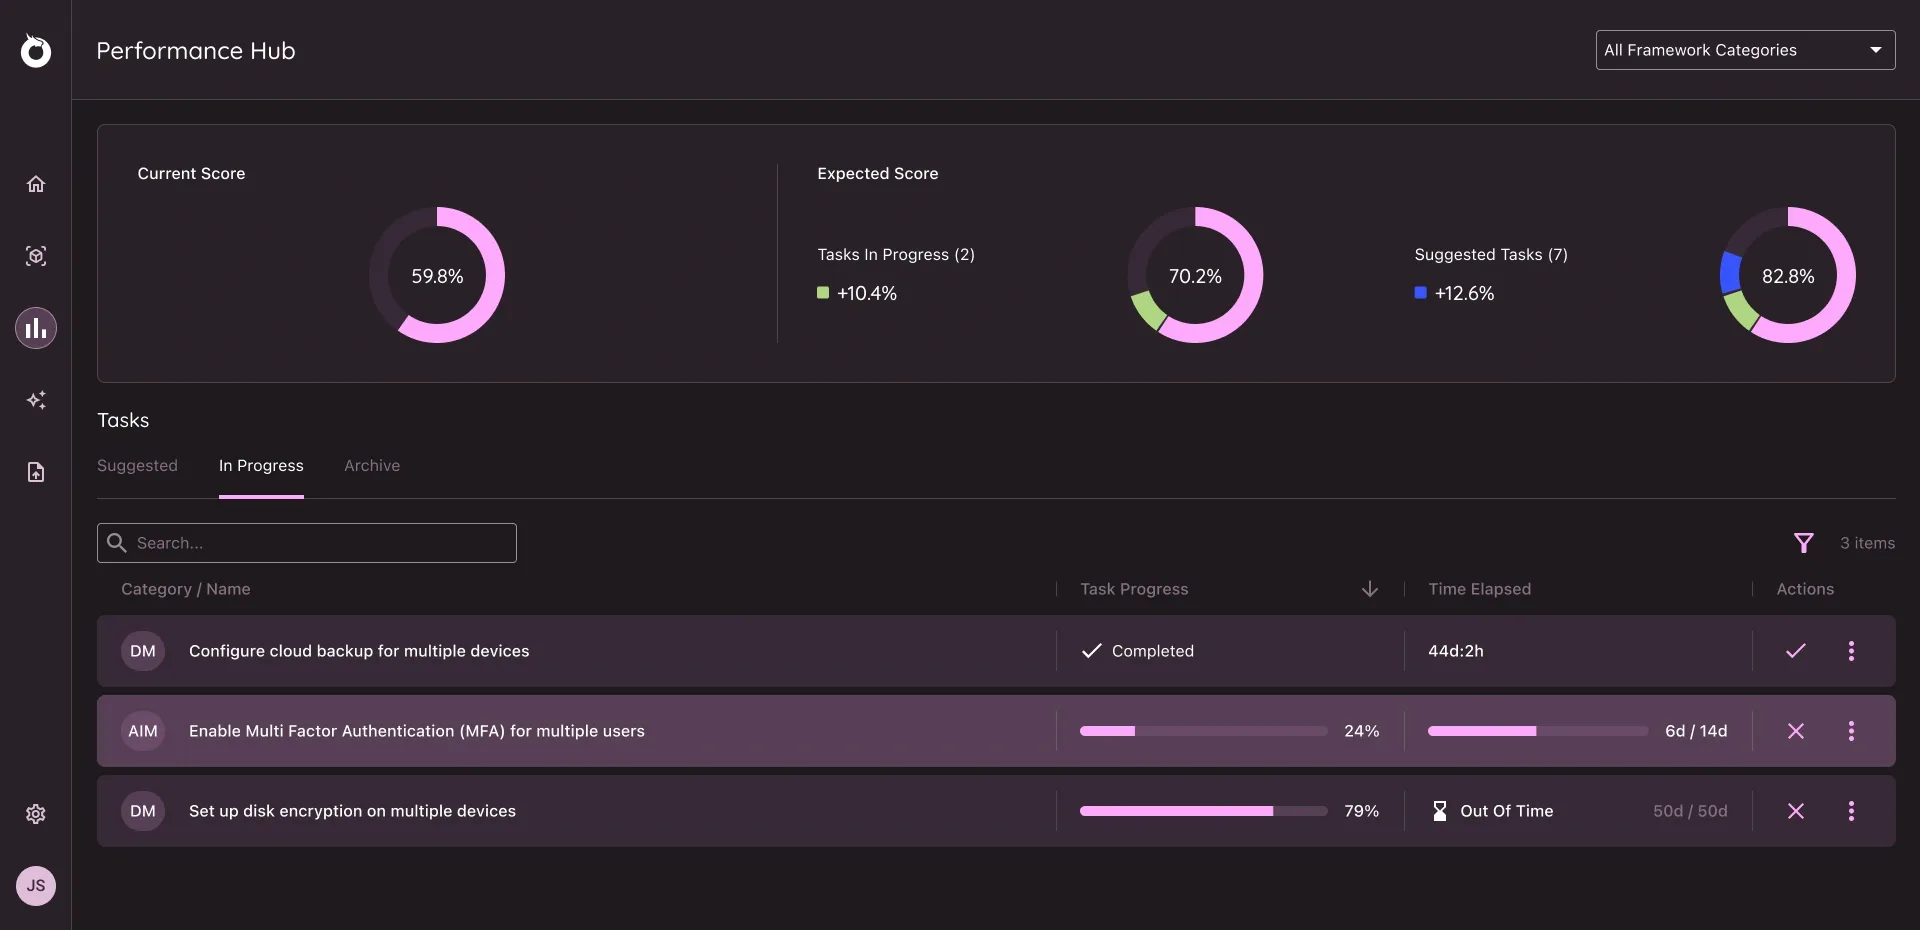 Performance Hub
All Framework Categories
Current Score
59.8%
Expected Score
Tasks In Progress (2)
+10.4%
70.2%
Suggested Tasks (7)
+12.6%
82.8%
Tasks
Suggested In Progress Archive
Search...
3 items
Category / Name Task Progress Time Elapsed Actions
DM Configure cloud backup for multiple devices Completed 44d:2h
AIM Enable Multi Factor Authentication (MFA) for multiple users 24% 6d / 14d
DM Set up disk encryption on multiple devices 79% Out Of Time 50d / 50d
JS